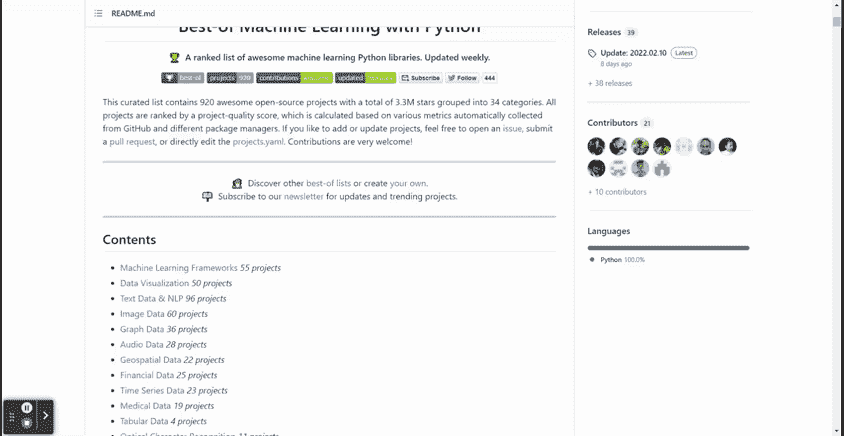 README.md
Best-of Machine Learning with Python
A ranked list of awesome machine learning Python libraries. Updated weekly.
Best-of projects 920 contributions updated Subscribe Follow 444
This curated list contains 920 awesome open-source projects with a total of 3.3M stars grouped into 34 categories. All
projects are ranked by a project-quality score, which is calculated based on various metrics automatically collected
from GitHub and different package managers. If you like to add or update projects, feel free to open an issue, submit
a pull request, or directly edit the projects.yaml. Contributions are very welcome!
Discover other best-of lists or create your own.
Subscribe to our newsletter for updates and trending projects.
Contents
Machine Learning Frameworks 55 projects
Data Visualization 50 projects
Text Data & NLP 96 projects
Image Data 60 projects
Graph Data 36 projects
Audio Data 28 projects
Geospatial Data 22 projects
Financial Data 25 projects
Time Series Data 23 projects
Medical Data 19 projects
Tabular Data 4 projects
Optical Character Recognition 11 projects
Releases 39
Update: 2022.02.10 Latest
8 days ago
+ 38 releases
Contributors 21
+ 10 contributors
Languages
Python 100.0%